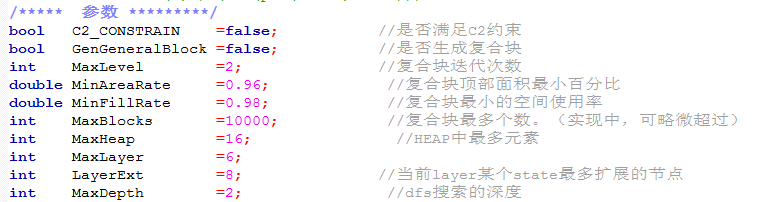 /***** 参数 *********/
bool C2_CONSTRAIN =false; //是否满足C2约束
bool GenGeneralBlock =false; //是否生成复合块
int MaxLevel =2; //复合块迭代次数
double MinAreaRate =0.96; //复合块顶部面积最小百分比
double MinFillRate =0.98; //复合块最小的空间使用率
int MaxBlocks =10000; //复合块最多个数。（实现中，可略微超过）
int MaxHeap =16; //HEAP中最多元素
int MaxLayer =6;
int LayerExt =8; //当前layer某个state最多扩展的节点
int MaxDepth =2; //dfs搜索的深度